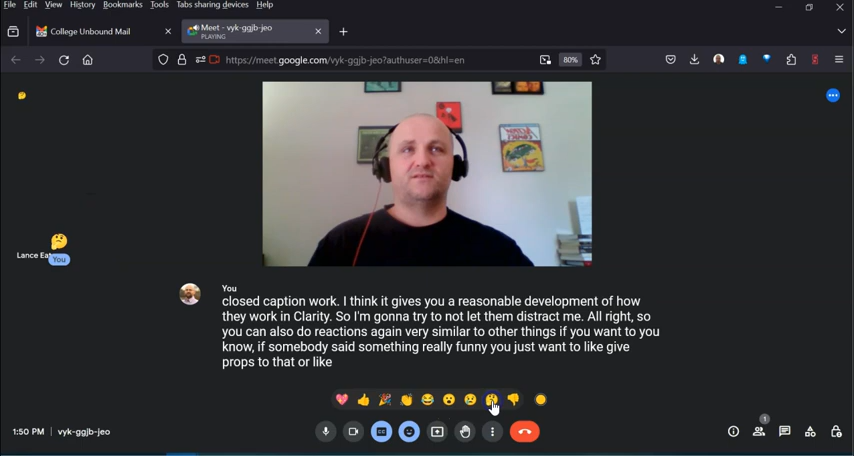 File Edit View History Bookmarks Tools Tabs sharing devices Help
College Unbound Mail
Meet - vyk-ggjb-jeo
PLAYING
https://meet.google.com/vyk-ggjb-jeo?authuser=0&hl=en
80%
You
closed caption work. I think it gives you a reasonable development of how
they work in Clarity. So I'm gonna try to not let them distract me. All right, so
you can also do reactions again very similar to other things if you want to you
know, if somebody said something really funny you just want to like give
props to that or like
Lance
You
1
1:50 PM | vyk-ggjb-jeo